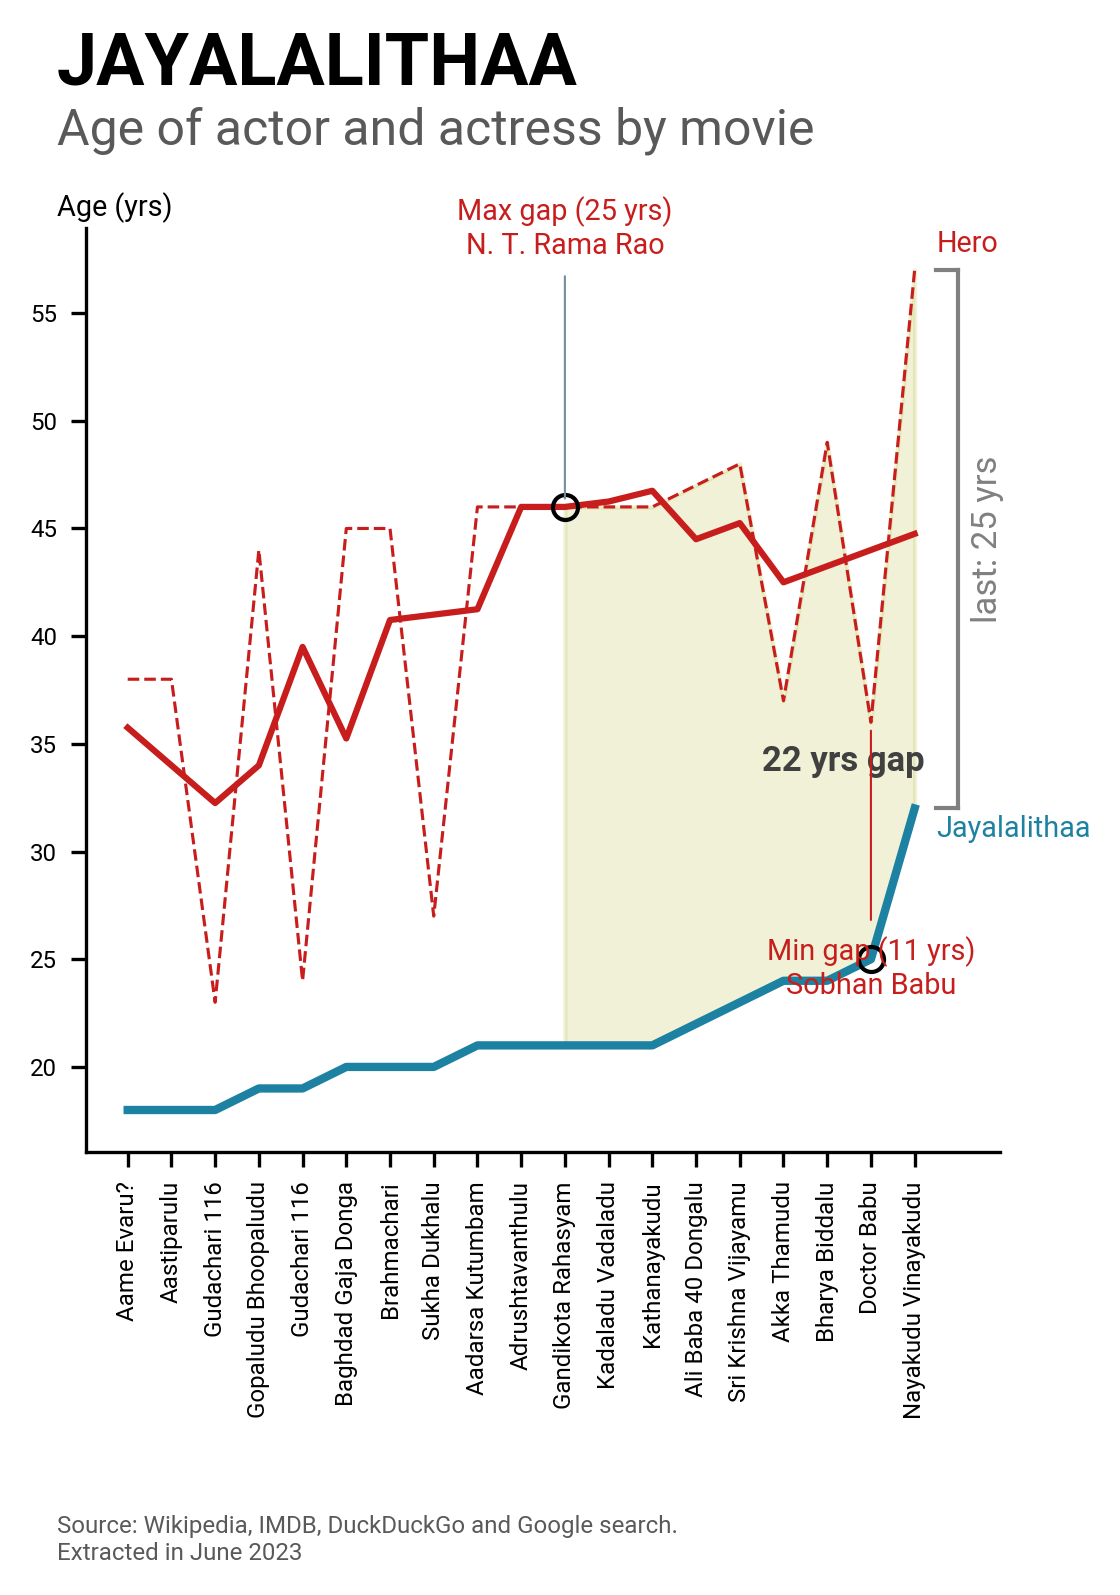 JAYALALITHAA
Age of actor and actress by movie
Age (yrs)
Max gap (25 yrs)
N. T. Rama Rao
Hero
55
50
45
40
35
30
25
20
last: 25 yrs
22 yrs gap
Jayalalithaa
Min gap (11 yrs)
Sobhan Babu
Aame Evaru?
Aastiparulu
Gudachari 116
Gopaludu Bhoopaludu
Gudachari 116
Baghdad Gaja Donga
Brahmachari
Sukha Dukhalu
Aadarsa Kutumbam
Adrushtavanthulu
Gandikota Rahasyam
Kadaladu Vadaladu
Kathanayakudu
Ali Baba 40 Dongalu
Sri Krishna Vijayamu
Akka Thamudu
Bharya Biddalu
Doctor Babu
Nayakudu Vinayakudu
Source: Wikipedia, IMDB, DuckDuckGo and Google search.
Extracted in June 2023